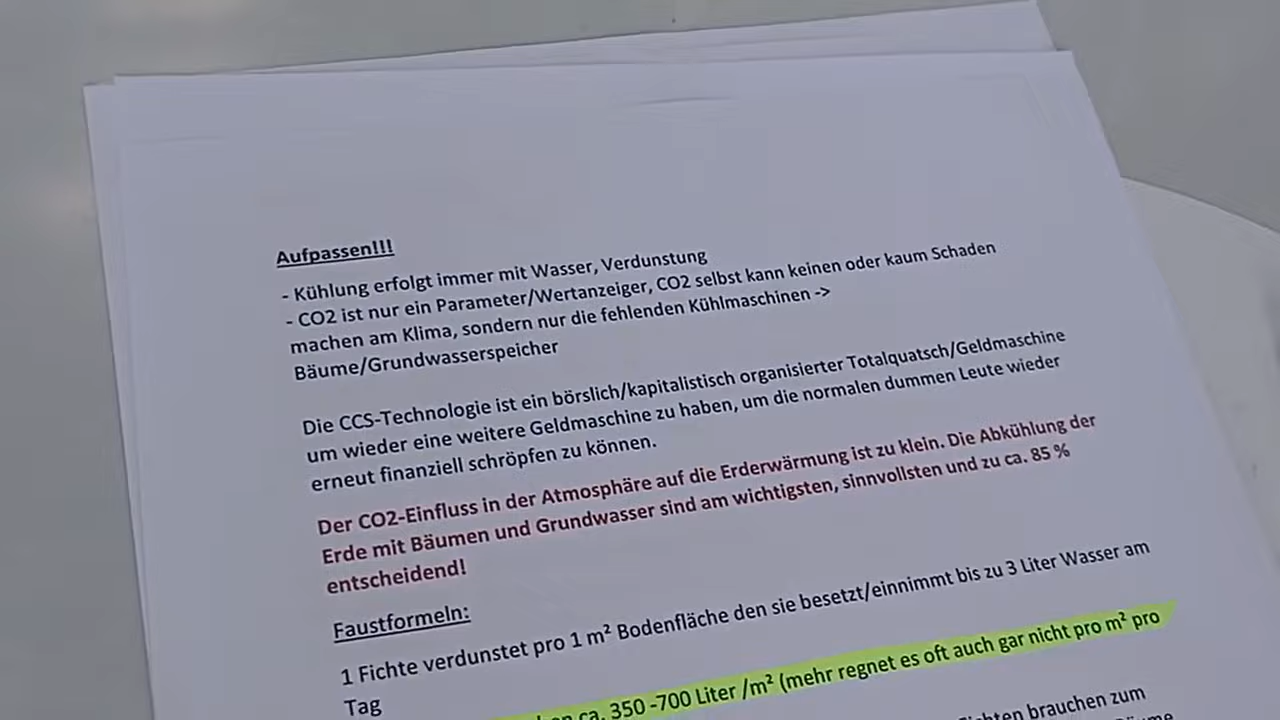 Aufpassen!!!
- Kühlung erfolgt immer mit Wasser, Verdunstung
- CO2 ist nur ein Parameter/Wertanzeiger, CO2 selbst kann keinen oder kaum Schaden
machen am Klima, sondern nur die fehlenden Kühlmaschinen ->
Bäume/Grundwasserspeicher
Die CCS-Technologie ist ein börslich/kapitalistisch organisierter Totalquatsch/Geldmaschine
um wieder eine weitere Geldmaschine zu haben, um die normalen dummen Leute wieder
erneut finanziell schröpfen zu können.
Der CO2-Einfluss in der Atmosphäre auf die Erderwärmung ist zu klein. Die Abkühlung der
Erde mit Bäumen und Grundwasser sind am wichtigsten, sinnvollsten und zu ca. 85 %
entscheidend!
Faustformeln:
1 Fichte verdunstet pro 1 m² Bodenfläche den sie besetzt/einnimmt bis zu 3 Liter Wasser am
Tag
ca. 350 -700 Liter /m² (mehr regnet es oft auch gar nicht pro m² pro
brauchen zum